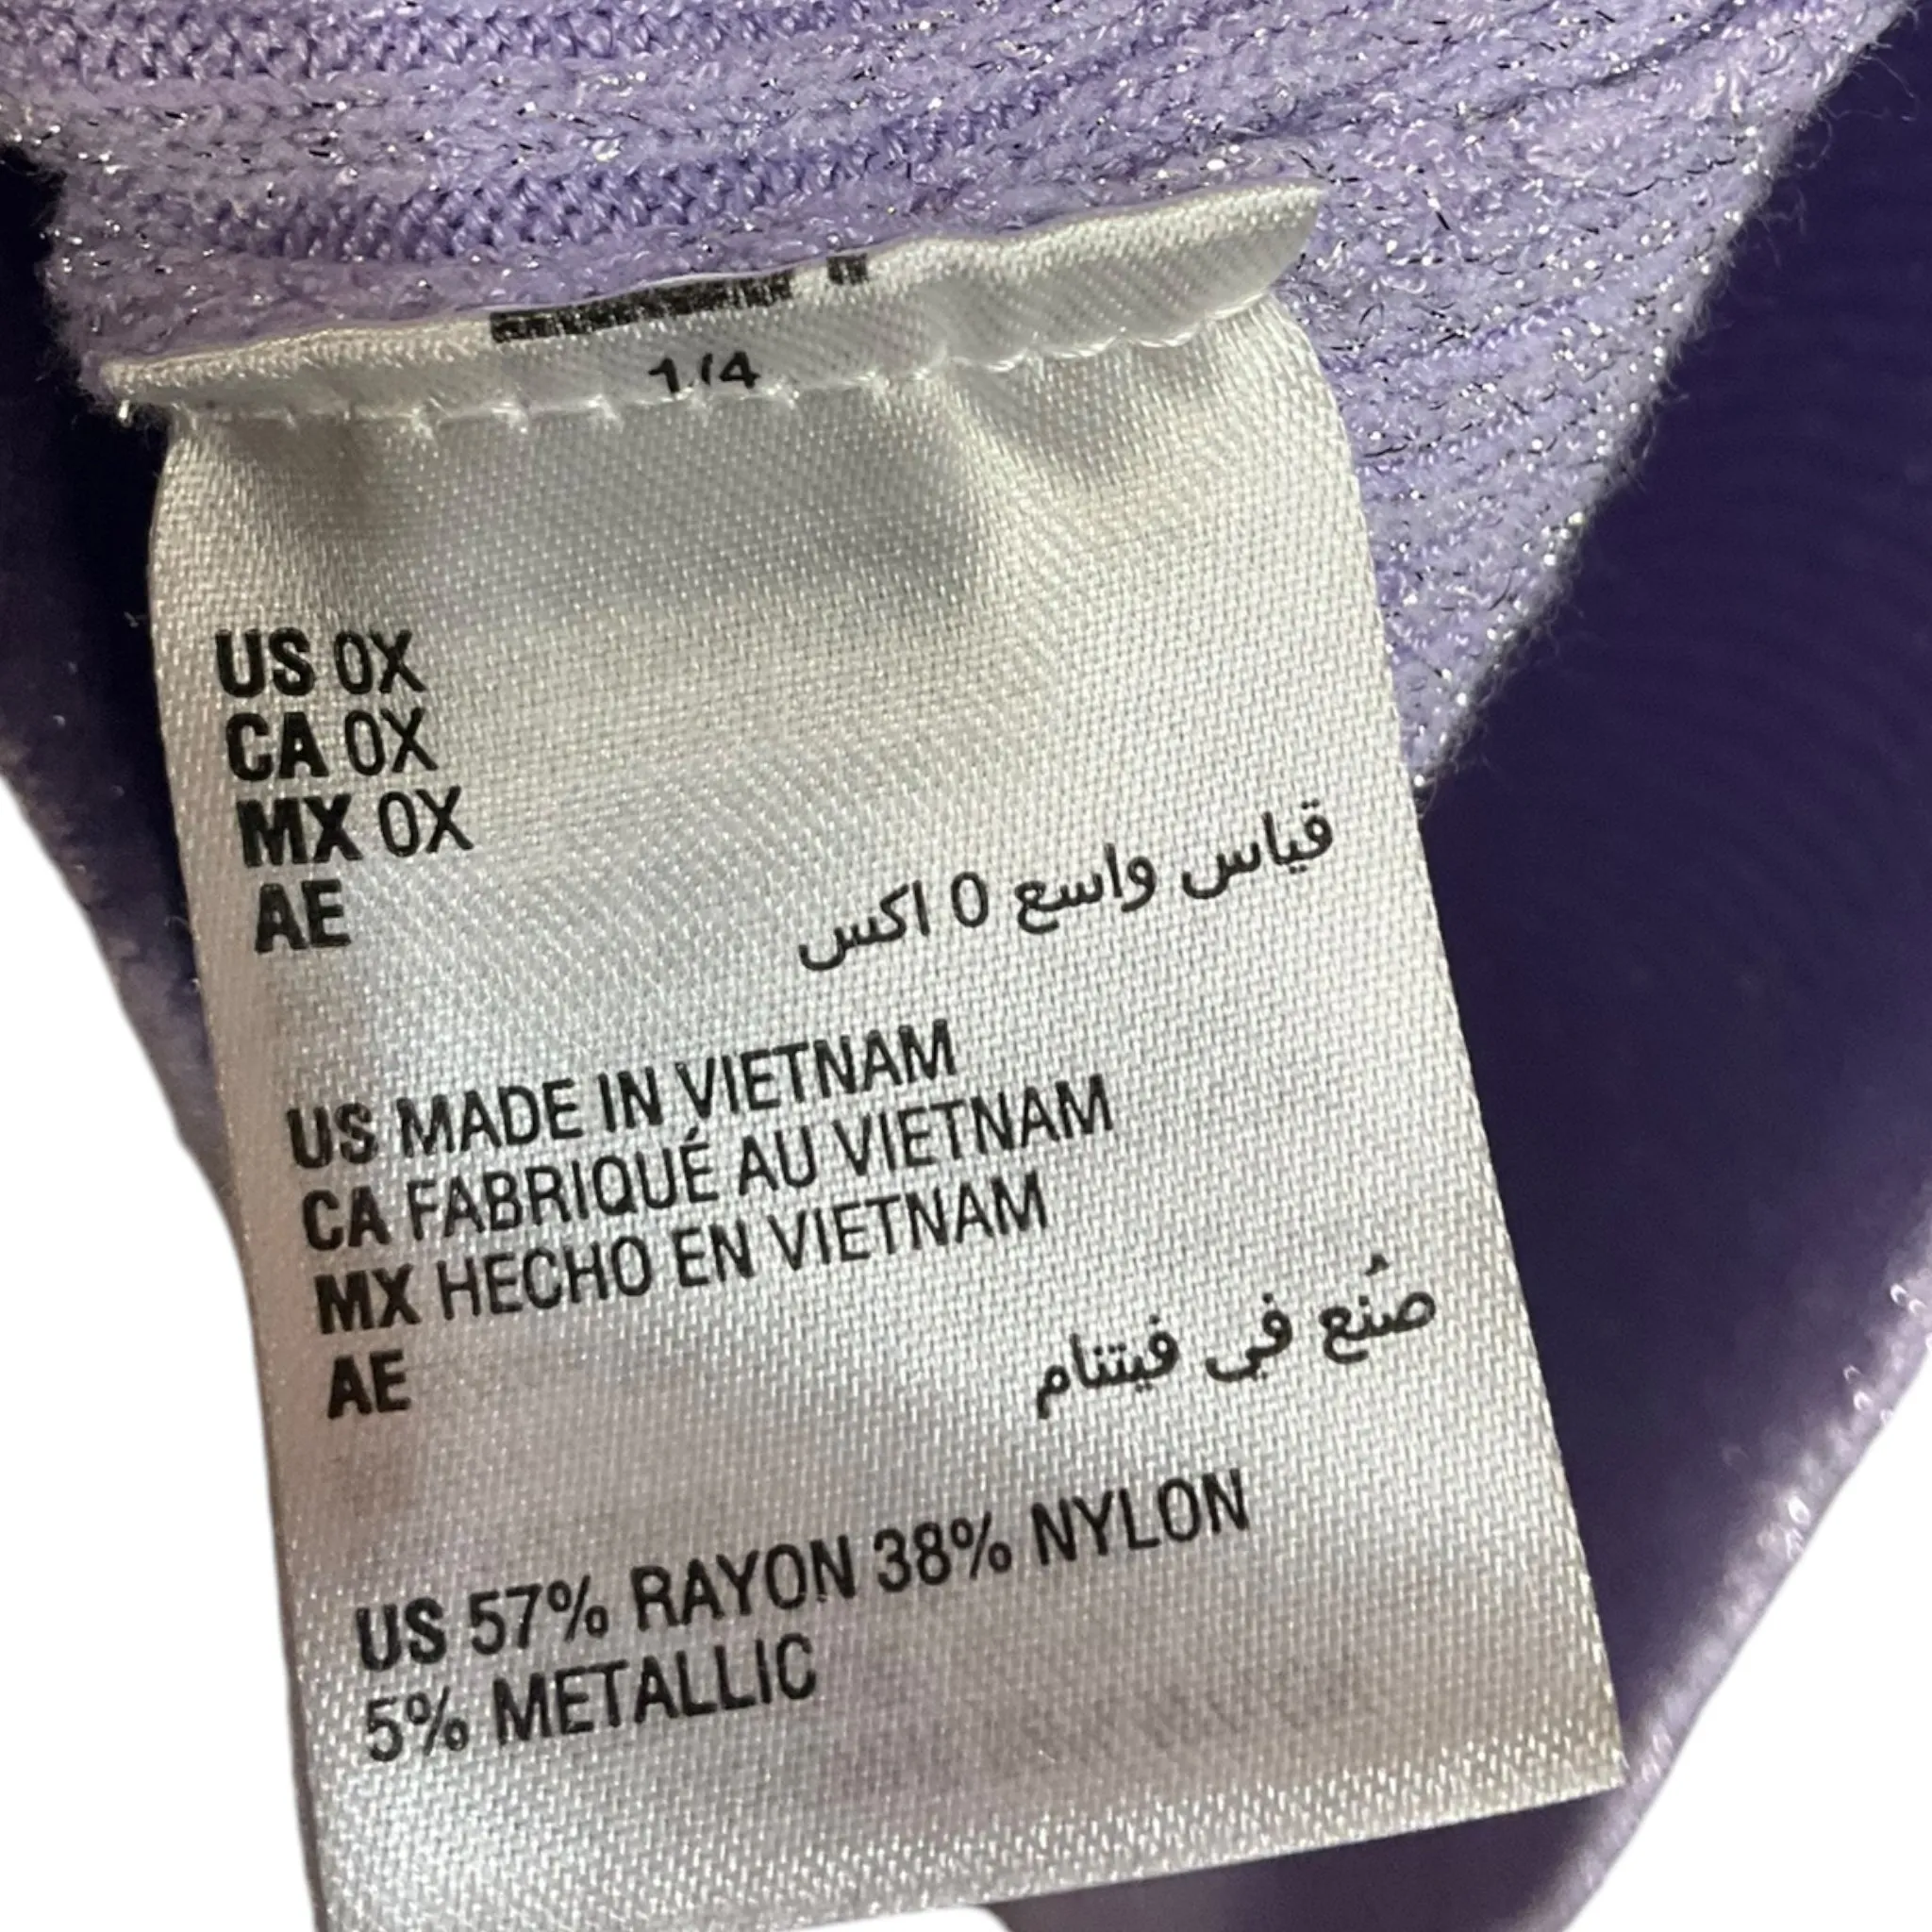 1/4
US 0X
CA 0X
MX 0X
AE
قياس واسع 0 اكس
US MADE IN VIETNAM
CA FABRIQUÉ AU VIETNAM
MX HECHO EN VIETNAM
AE
صُنع في فيتنام
US 57% RAYON 38% NYLON
5% METALLIC